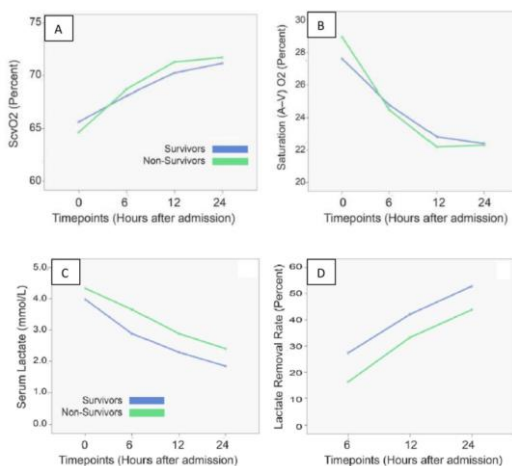 A
ScvO2 (Percent)
75
70
65
60
0 6 12 24
Timepoints (Hours after admission)
Survivors
Non-Survivors
B
Saturation (A–V) O2 (Percent)
28
26
24
22
20
0 6 12 24
Timepoints (Hours after admission)
C
Serum Lactate (mmol/L)
5.0
4.0
3.0
2.0
1.0
0.0
0 6 12 24
Timepoints (Hours after admission)
Survivors
Non-Survivors
D
Lactate Removal Rate (Percent)
60
50
40
30
20
10
0
6 12 24
Timepoints (Hours after admission)